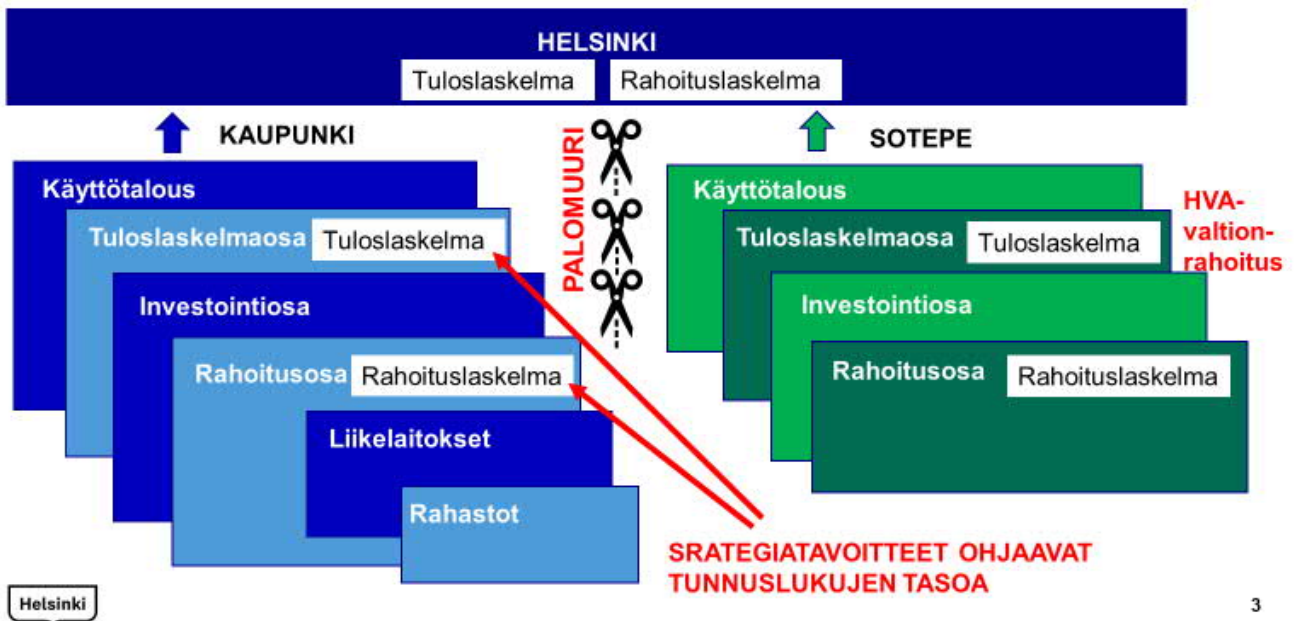 HELSINKI
Tuloslaskelma Rahoituslaskelma
KAUPUNKI
PALOMUURI
SOTEPE
Käyttötalous
Tuloslaskelmaosa Tuloslaskelma
Investointiosa
Rahoitusosa Rahoituslaskelma
Liikelaitokset
Rahastot
Käyttötalous
Tuloslaskelmaosa Tuloslaskelma
Investointiosa
Rahoitusosa Rahoituslaskelma
HVA-
valtion-
rahoitus
SRATEGIATAVOITTEET OHJAAVAT
TUNNUSLUKUJEN TASOA
Helsinki
3